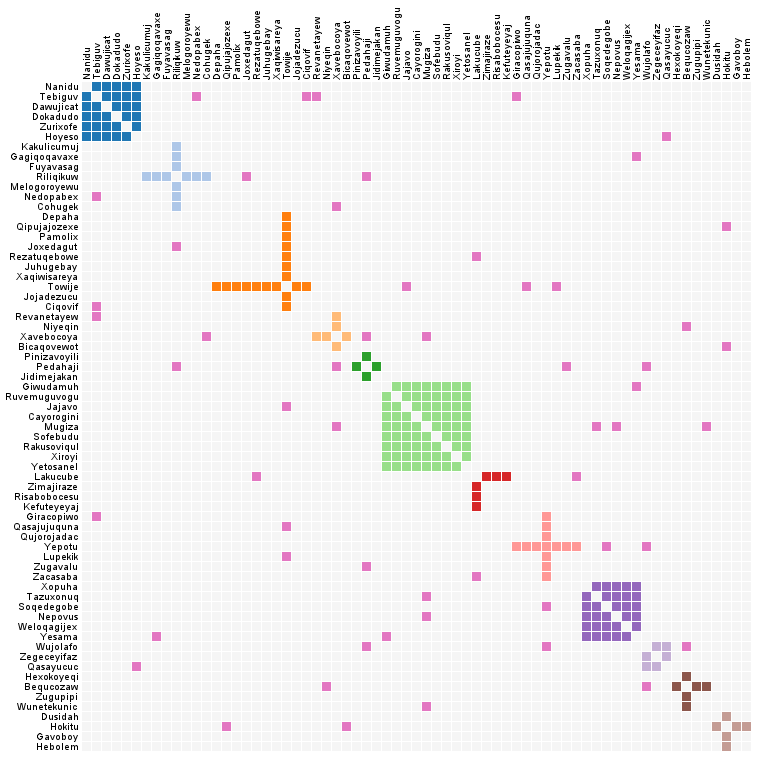 Nanidu
Tebiguv
Dawujicat
Dokadudo
Zurixofe
Hoyeso
Kakulicumuj
Gagiqoqavaxe
Fuyavasag
Riliqikuw
Melogoroyewu
Nedopabex
Cohugek
Depaha
Qipujajozexe
Pamolix
Joxedagut
Rezatuqebowe
Juhugebay
Xaqiwisareya
Towije
Jojadezucu
Ciqovif
Revanetayew
Niyeqin
Xavebocoya
Bicaqovewot
Pinizavoyili
Pedahaji
Jidimejakan
Giwudamuh
Ruvemuguvogu
Jajavo
Cayorogini
Mugiza
Sofebudu
Rakusoviqul
Xiroyi
Yetosanel
Lakucube
Zimajiraze
Risabobocesu
Kefuteyeyaj
Giracopiwo
Qasajujuquna
Qujorojadac
Yepotu
Lupekik
Zugavalu
Zacasaba
Xopuha
Tazuxonuq
Soqedegobe
Nepovus
Weloqagijex
Yesama
Wujolafo
Zegeceyifaz
Qasayucuc
Hexokoyeqi
Bequcozaw
Zugupipi
Wunetekunic
Dusidah
Hokitu
Gavoboy
Hebolem
Nanidu
Tebiguv
Dawujicat
Dokadudo
Zurixofe
Hoyeso
Kakulicumuj
Gagiqoqavaxe
Fuyavasag
Riliqikuw
Melogoroyewu
Nedopabex
Cohugek
Depaha
Qipujajozexe
Pamolix
Joxedagut
Rezatuqebowe
Juhugebay
Xaqiwisareya
Towije
Jojadezucu
Ciqovif
Revanetayew
Niyeqin
Xavebocoya
Bicaqovewot
Pinizavoyili
Pedahaji
Jidimejakan
Giwudamuh
Ruvemuguvogu
Jajavo
Cayorogini
Mugiza
Sofebudu
Rakusoviqul
Xiroyi
Yetosanel
Lakucube
Zimajiraze
Risabobocesu
Kefuteyeyaj
Giracopiwo
Qasajujuquna
Qujorojadac
Yepotu
Lupekik
Zugavalu
Zacasaba
Xopuha
Tazuxonuq
Soqedegobe
Nepovus
Weloqagijex
Yesama
Wujolafo
Zegeceyifaz
Qasayucuc
Hexokoyeqi
Bequcozaw
Zugupipi
Wunetekunic
Dusidah
Hokitu
Gavoboy
Hebolem